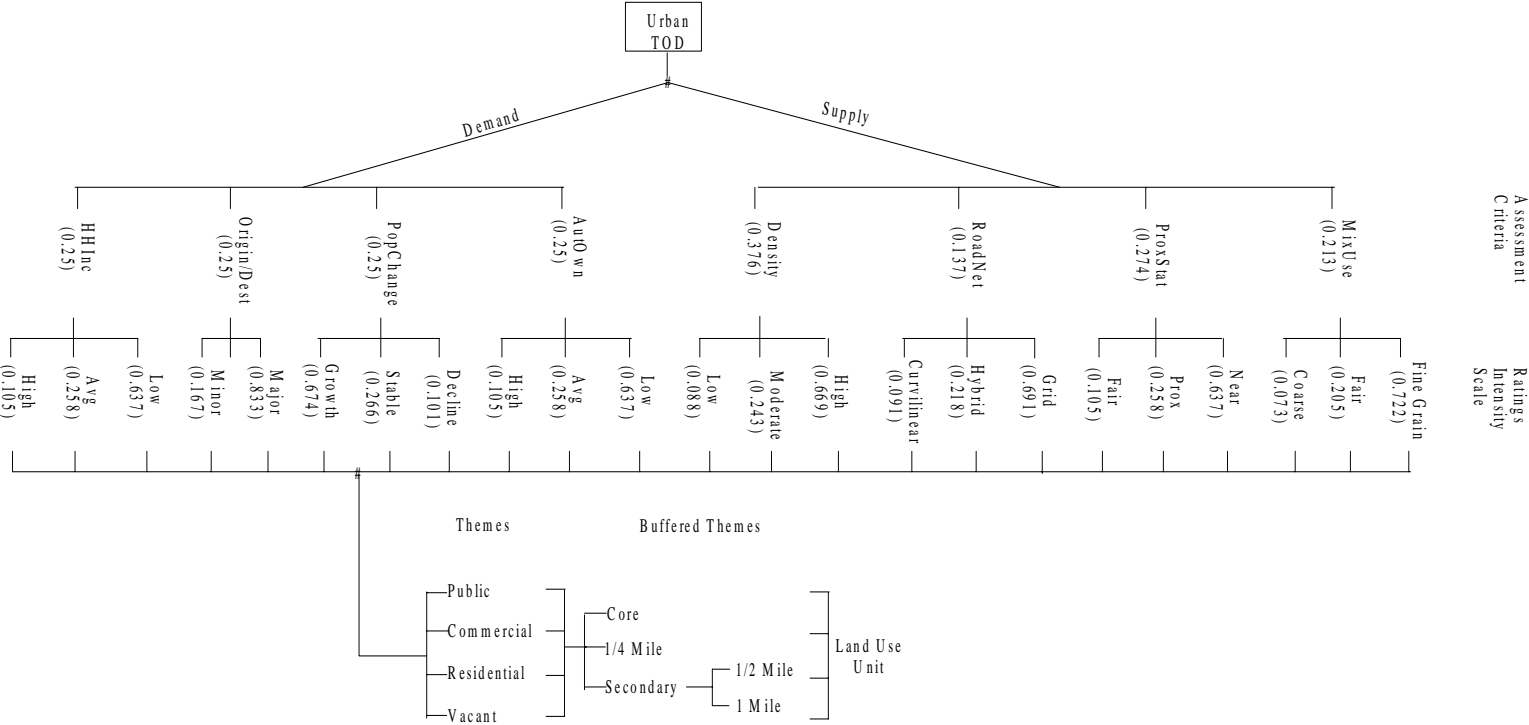 Urban
TOD
Demand
Supply
HHInc
(0.25)
Origin/Dest
(0.25)
PopChange
(0.25)
AutOwn
(0.25)
Density
(0.376)
RoadNet
(0.137)
ProxStat
(0.274)
MixUse
(0.213)
Assessment
Criteria
High
(0.105)
Avg
(0.258)
Low
(0.637)
Minor
(0.167)
Major
(0.833)
Growth
(0.674)
Stable
(0.266)
Decline
(0.101)
High
(0.105)
Avg
(0.258)
Low
(0.637)
Low
(0.088)
Moderate
(0.243)
High
(0.669)
Curvilinear
(0.091)
Hybrid
(0.218)
Grid
(0.691)
Fair
(0.105)
Prox
(0.258)
Near
(0.637)
Coarse
(0.073)
Fair
(0.205)
Fine Grain
(0.722)
Ratings
Intensity
Scale
Themes
Buffered Themes
Public
Commercial
Residential
Vacant
Core
1/4 Mile
Secondary
1/2 Mile
1 Mile
Land Use
Unit